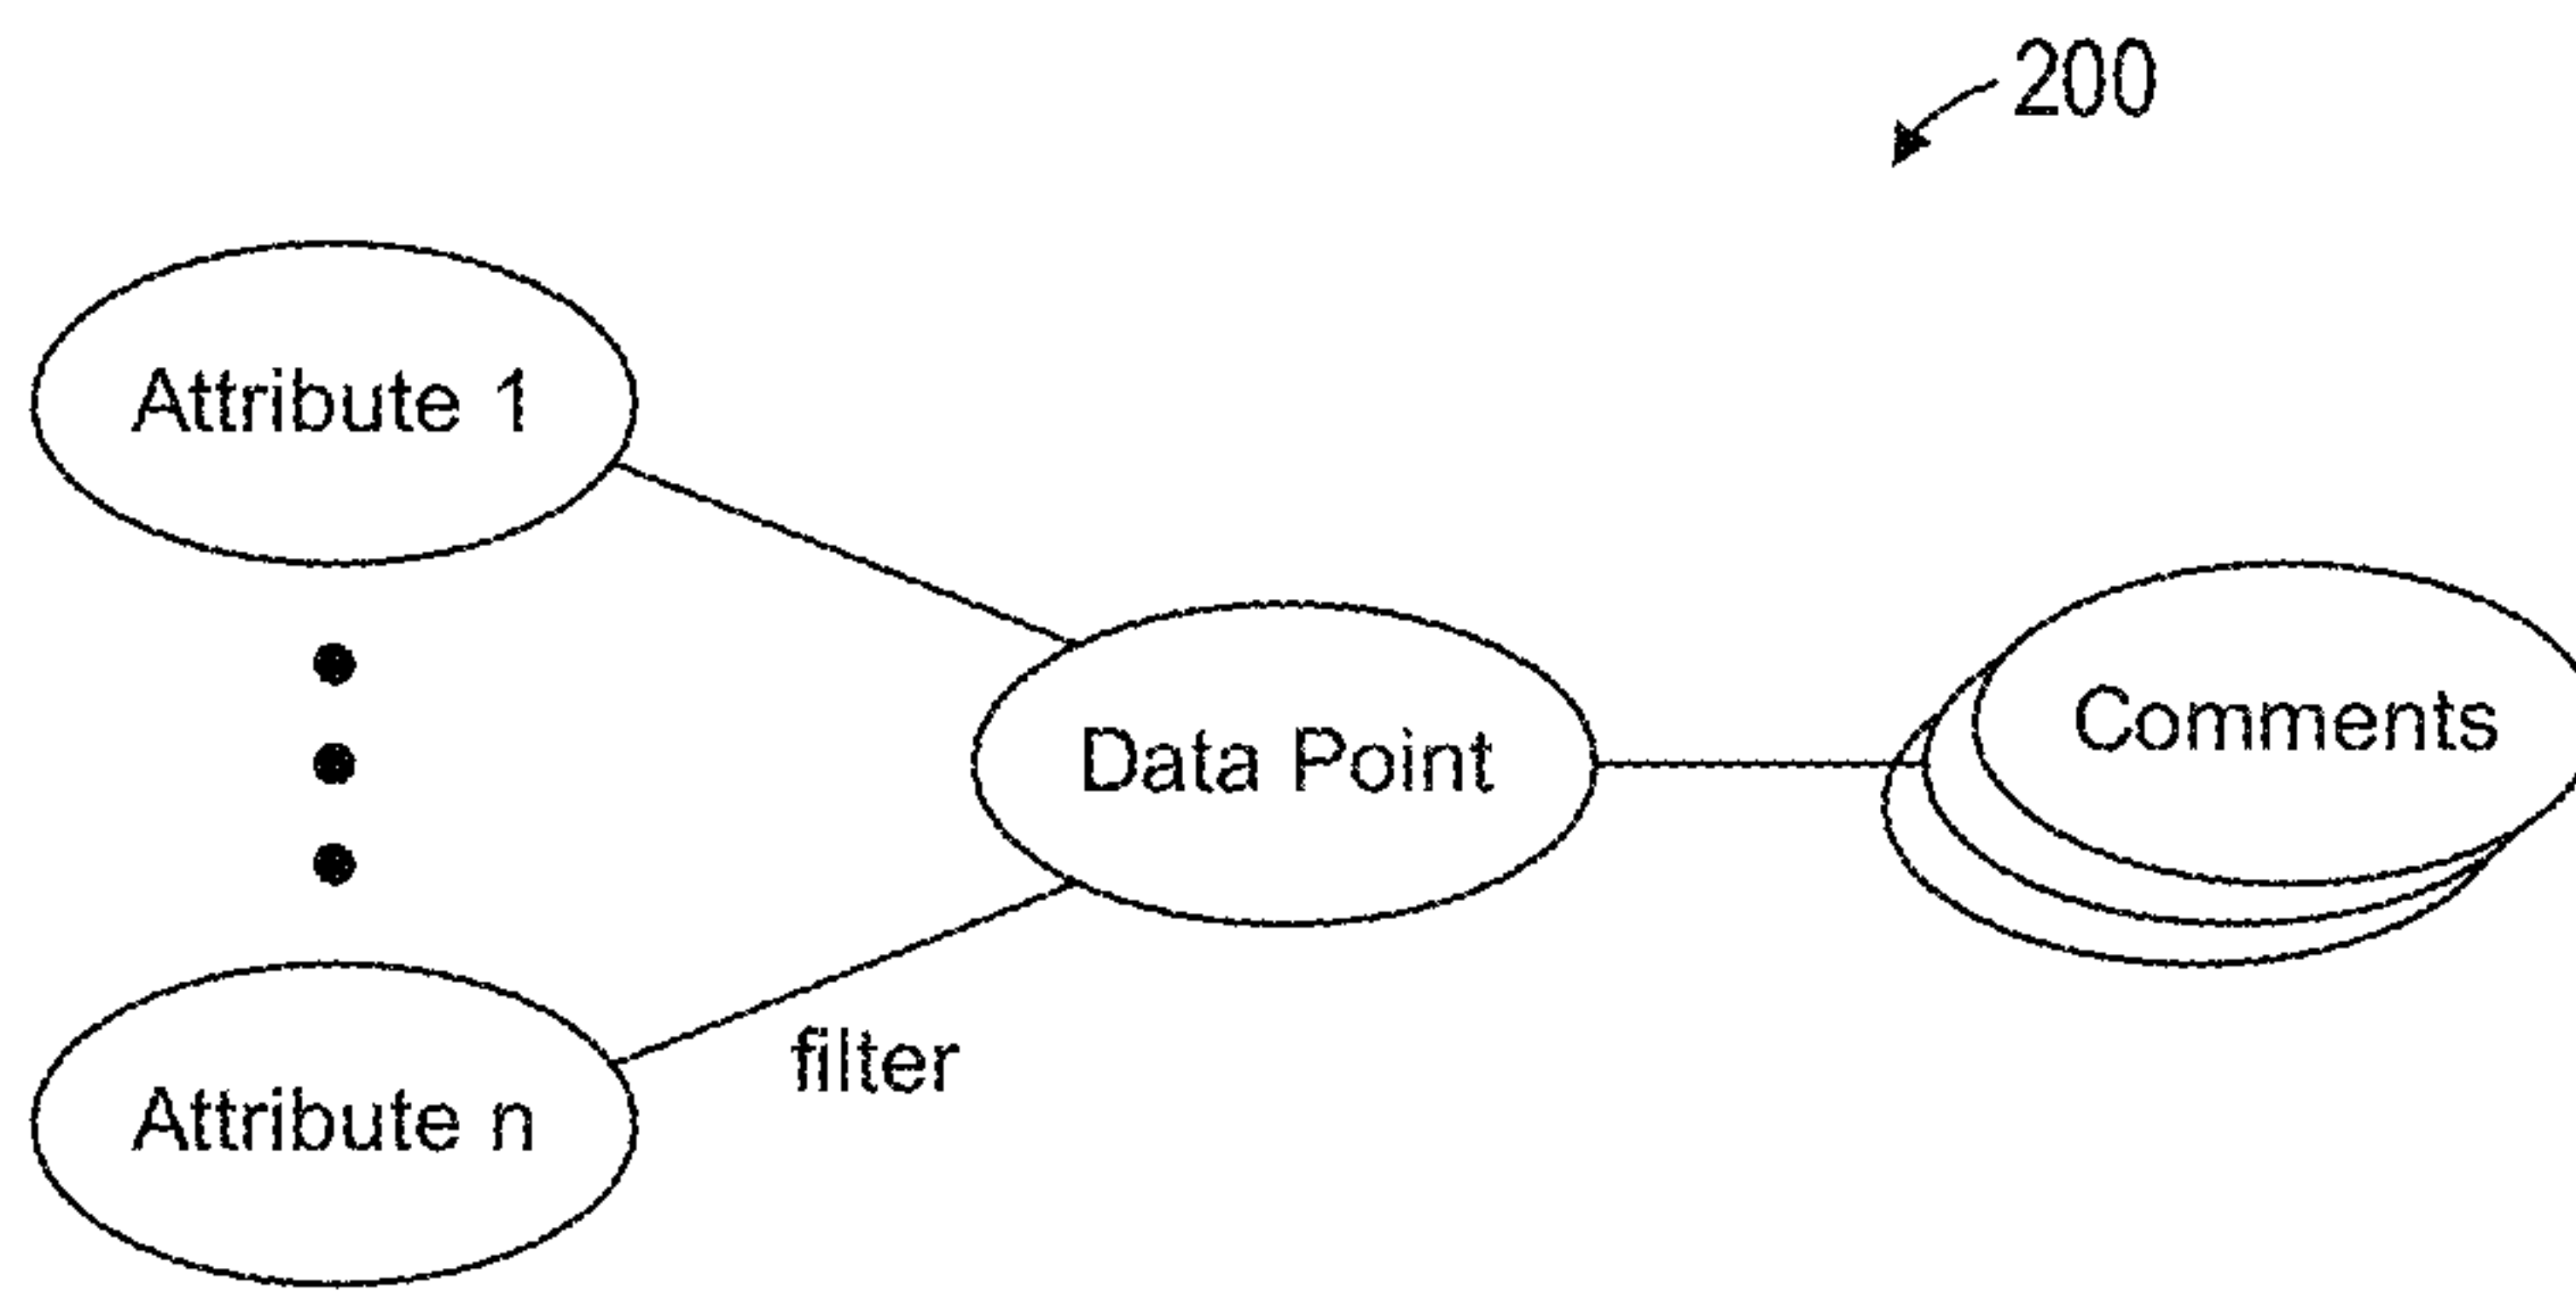 200
Attribute 1
Data Point
Comments
filter
Attribute n